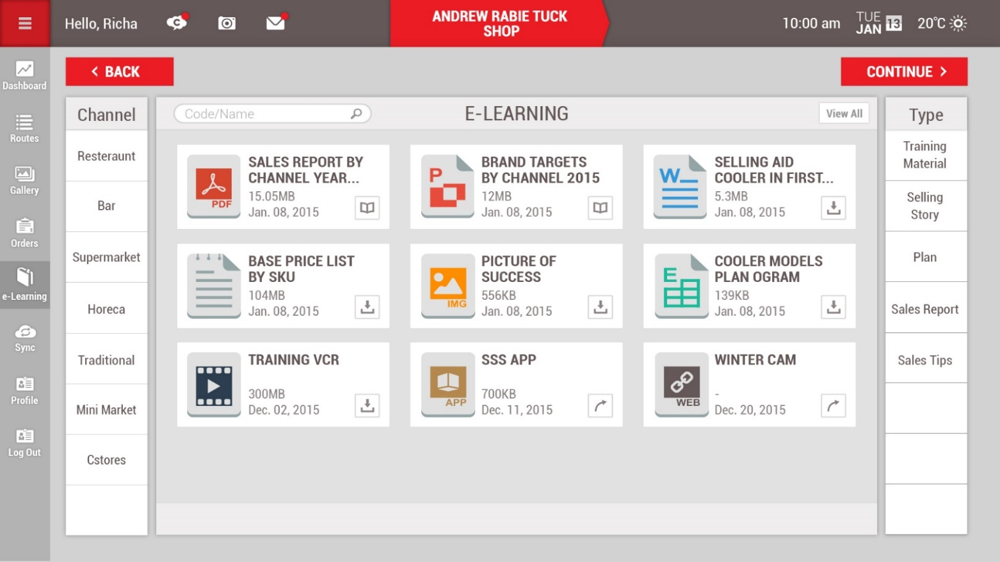 Hello, Richa
C
ANDREW RABIE TUCK
SHOP
10:00 am
TUE
JAN 13
20°C
Dashboard
Routes
Gallery
Orders
e-Learning
Sync
Profile
Log Out
< BACK
CONTINUE >
Channel
Resteraunt
Bar
Supermarket
Horeca
Traditional
Mini Market
Cstores
Code/Name
E-LEARNING
View All
PDF
SALES REPORT BY
CHANNEL YEAR...
15.05MB
Jan. 08, 2015
P
BRAND TARGETS
BY CHANNEL 2015
12MB
Jan. 08, 2015
W
SELLING AID
COOLER IN FIRST...
5.3MB
Jan. 08, 2015
BASE PRICE LIST
BY SKU
104MB
Jan. 08, 2015
IMG
PICTURE OF
SUCCESS
556KB
Jan. 08, 2015
E
COOLER MODELS
PLAN OGRAM
139KB
Jan. 08, 2015
TRAINING VCR
300MB
Dec. 02, 2015
APP
SSS APP
700KB
Dec. 11, 2015
WEB
WINTER CAM
-
Dec. 20, 2015
Type
Training
Material
Selling
Story
Plan
Sales Report
Sales Tips